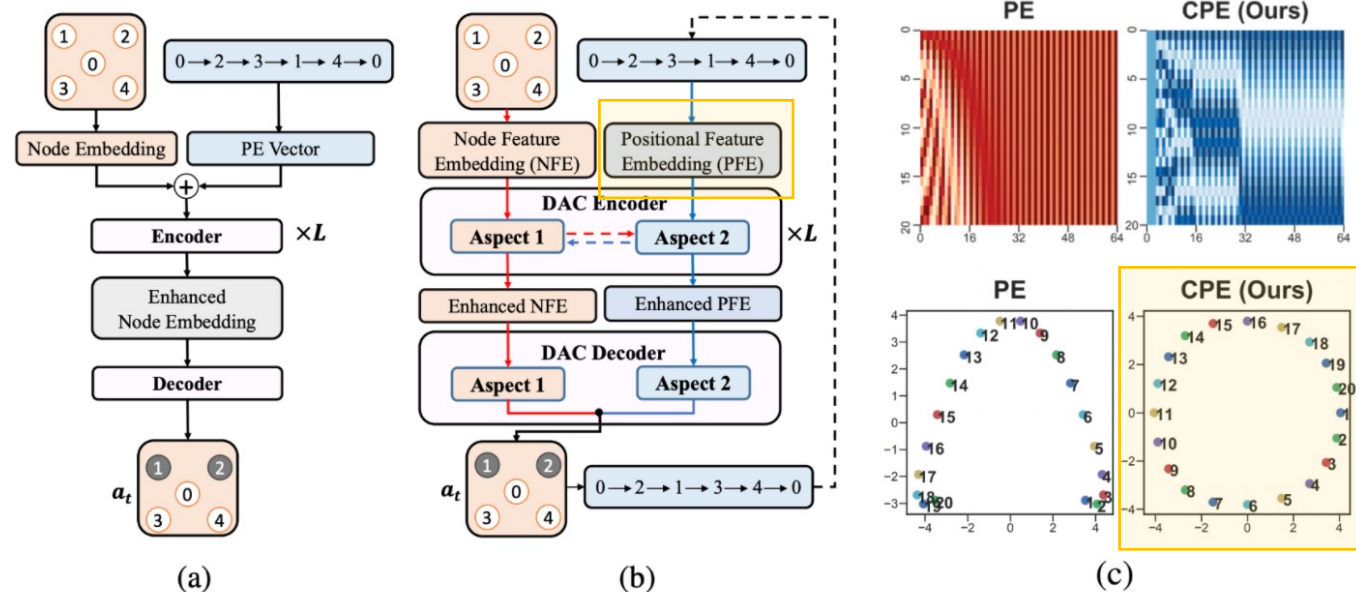 1 2
0
3 4
0→2→3→1→4→0
Node Embedding
PE Vector
+
Encoder
×L
Enhanced
Node Embedding
Decoder
1 2
a_t
0
3 4
(a)
1 2
0
3 4
0→2→3→1→4→0
Node Feature
Embedding (NFE)
Positional Feature
Embedding (PFE)
DAC Encoder
Aspect 1
Aspect 2
×L
Enhanced NFE
Enhanced PFE
DAC Decoder
Aspect 1
Aspect 2
1 2
a_t
0
3 4
0→2→1→3→4→0
(b)
PE
0
5
10
15
20
0 16 32 48 64
CPE (Ours)
0
5
10
15
20
0 16 32 48 64
PE
4
3
2
1
0
−1
−2
−3
−4 −2 0 2 4
11 10
12 9
13 8
7
14
15 6
16 5
17 4
18 3
19 20 1 2
CPE (Ours)
4
2
0
−2
−4
−4 −2 0 2 4
15 16 17
14 18
13 19
12 20
11 1
10 2
9 3
8 4
7 6 5
(c)